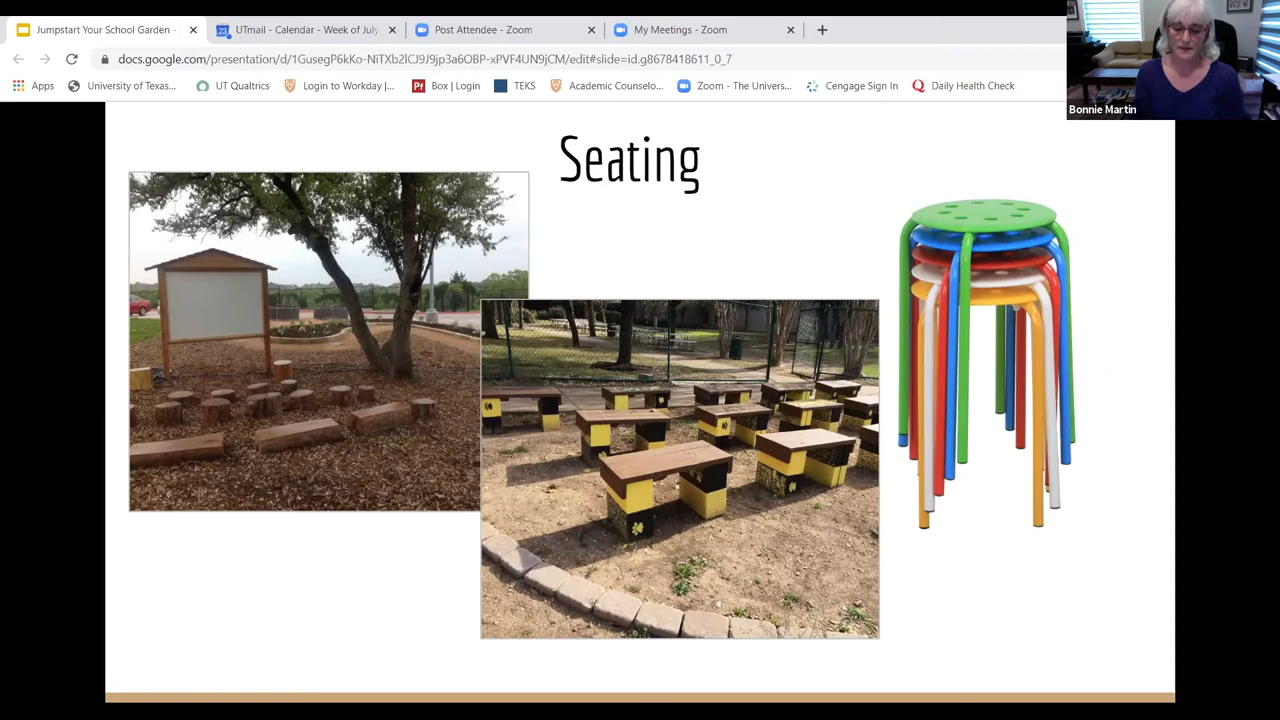 Jumpstart Your School Garden -
UTmail - Calendar - Week of July
Post Attendee - Zoom
My Meetings - Zoom
docs.google.com/presentation/d/1GusegP6kKo-NiTXD2lIT9J9jp3a6OBP-xPVF4UN9jCM/edit#slide=id.g8678418611_0_7
Apps
University of Texas...
UT Qualtrics
Login to Workday |...
Box | Login
TEKS
Academic Counselo...
Zoom - The Univers...
Cengage Sign In
Daily Health Check
Bonnie Martin
Seating